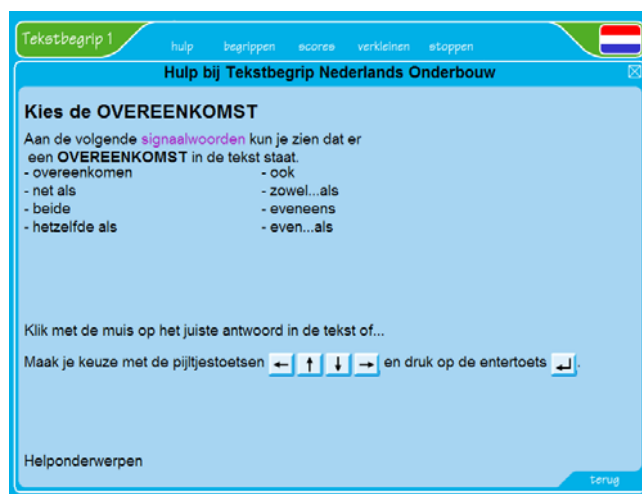 Tekstbegrip 1
hulp begrippen scores verkleinen stoppen
Hulp bij Tekstbegrip Nederlands Onderbouw
Kies de OVEREENKOMST
Aan de volgende signaalwoorden kun je zien dat er
een OVEREENKOMST in de tekst staat.
- overeenkomen - ook
- net als - zowel...als
- beide - eveneens
- hetzelfde als - even...als
Klik met de muis op het juiste antwoord in de tekst of...
Maak je keuze met de pijltjestoetsen ← ↑ ↓ → en druk op de entertoets ↵.
Helponderwerpen
terug